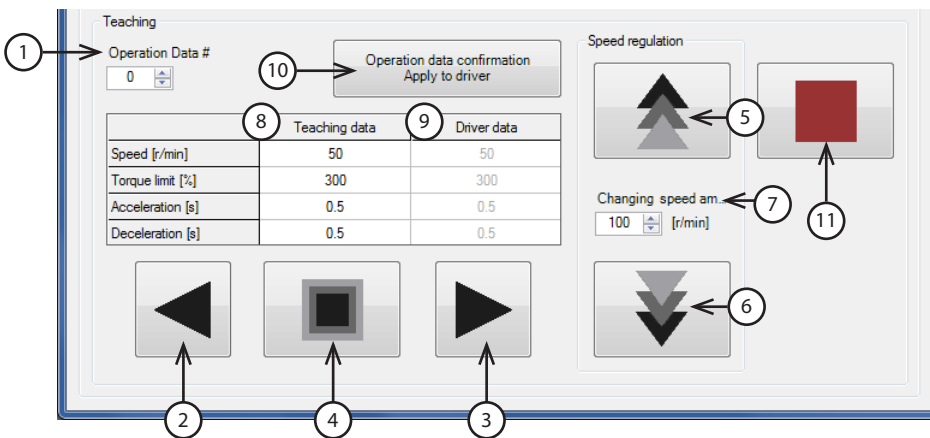 Teaching
1
Operation Data #
0
10
Operation data confirmation
Apply to driver
Speed regulation
5
8
Teaching data
9
Driver data
Speed [r/min]
50
50
Torque limit [%]
300
300
Acceleration [s]
0.5
0.5
Deceleration [s]
0.5
0.5
Changing speed am...
7
100
[r/min]
11
6
2
4
3